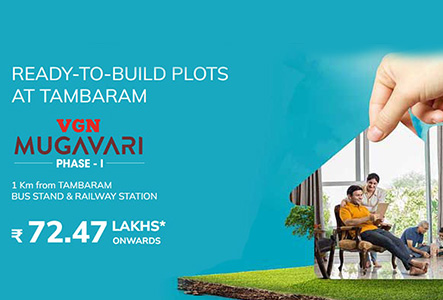 READY-TO-BUILD PLOTS
AT TAMBARAM
VGN
MUGAVARI
PHASE - I
1 Km from TAMBARAM
BUS STAND & RAILWAY STATION
₹ 72.47 LAKHS*
ONWARDS